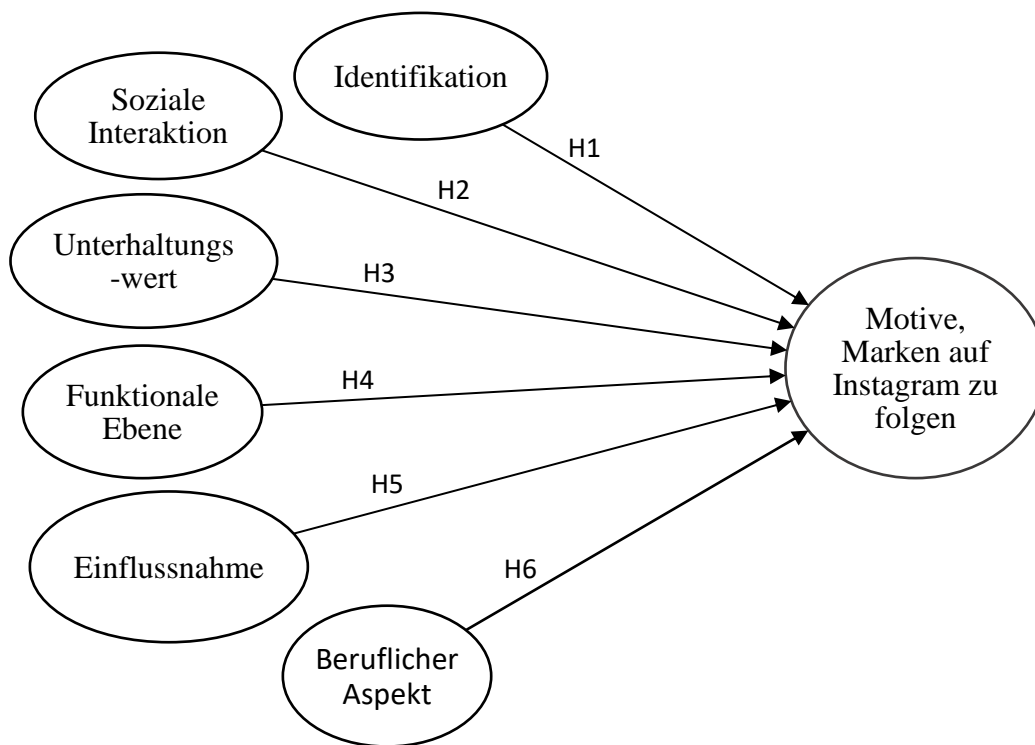 Identifikation
Soziale
Interaktion
H1
H2
Unterhaltungs
-wert
H3
Motive,
Marken auf
Instagram zu
folgen
Funktionale
Ebene
H4
H5
Einflussnahme
H6
Beruflicher
Aspekt